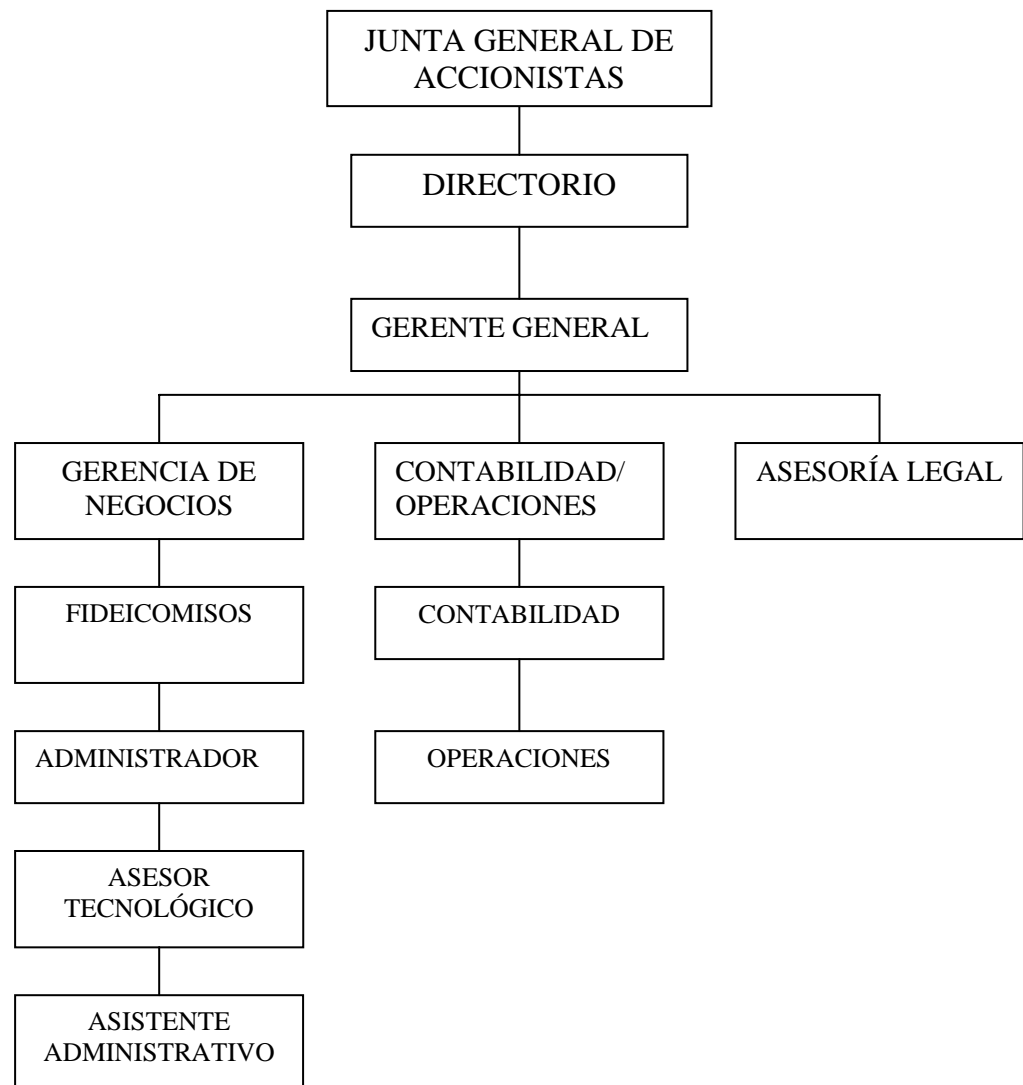 JUNTA GENERAL DE
ACCIONISTAS
DIRECTORIO
GERENTE GENERAL
GERENCIA DE
NEGOCIOS
CONTABILIDAD/
OPERACIONES
ASESORÍA LEGAL
FIDEICOMISOS
CONTABILIDAD
ADMINISTRADOR
OPERACIONES
ASESOR
TECNOLÓGICO
ASISTENTE
ADMINISTRATIVO